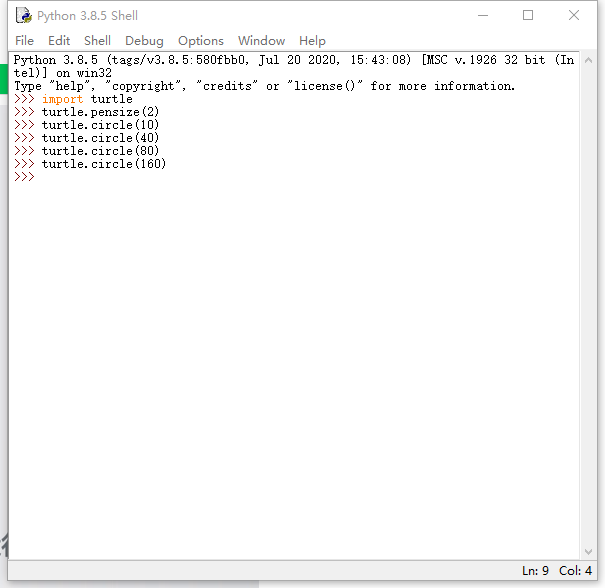 Python 3.8.5 Shell
File Edit Shell Debug Options Window Help
Python 3.8.5 (tags/v3.8.5:580fbb0, Jul 20 2020, 15:43:08) [MSC v.1926 32 bit (In
tel)] on win32
Type "help", "copyright", "credits" or "license()" for more information.
>>> import turtle
>>> turtle.pensize(2)
>>> turtle.circle(10)
>>> turtle.circle(40)
>>> turtle.circle(80)
>>> turtle.circle(160)
>>>
Ln: 9 Col: 4